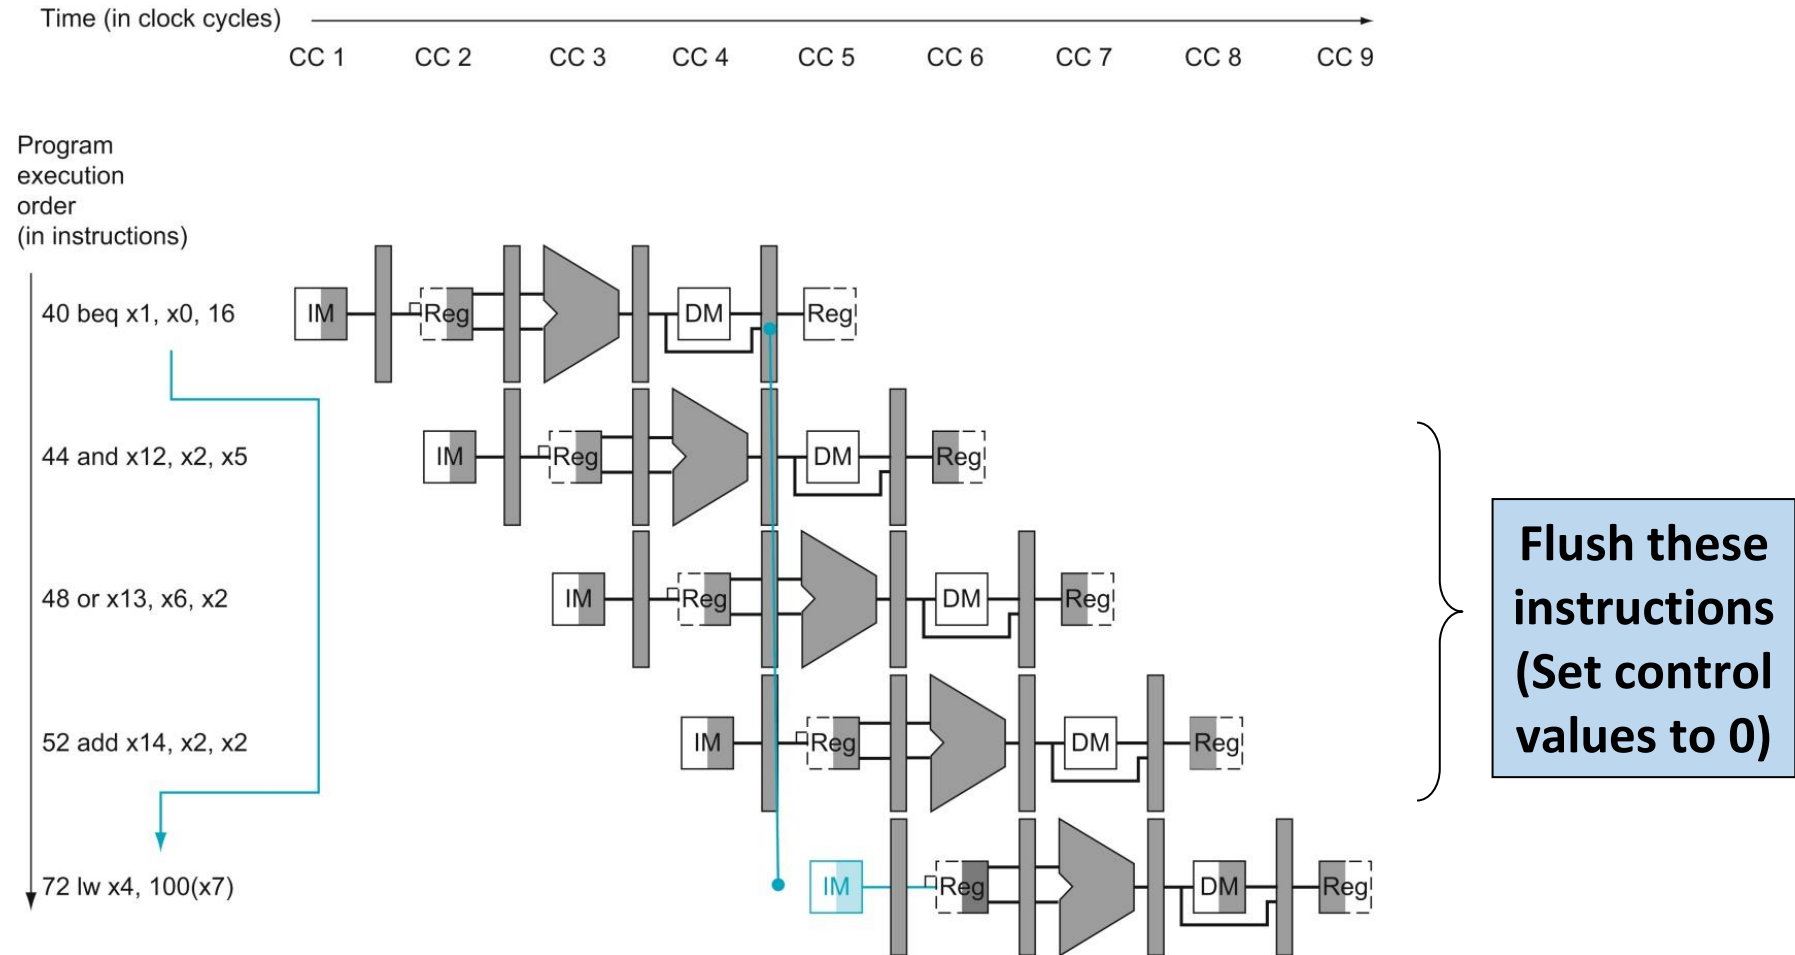 Time (in clock cycles)
CC 1 CC 2 CC 3 CC 4 CC 5 CC 6 CC 7 CC 8 CC 9
Program
execution
order
(in instructions)
40 beq x1, x0, 16 IM Reg DM Reg
44 and x12, x2, x5 IM Reg DM Reg
48 or x13, x6, x2 IM Reg DM Reg
52 add x14, x2, x2 IM Reg DM Reg
72 lw x4, 100(x7) IM Reg DM Reg
Flush these
instructions
(Set control
values to 0)